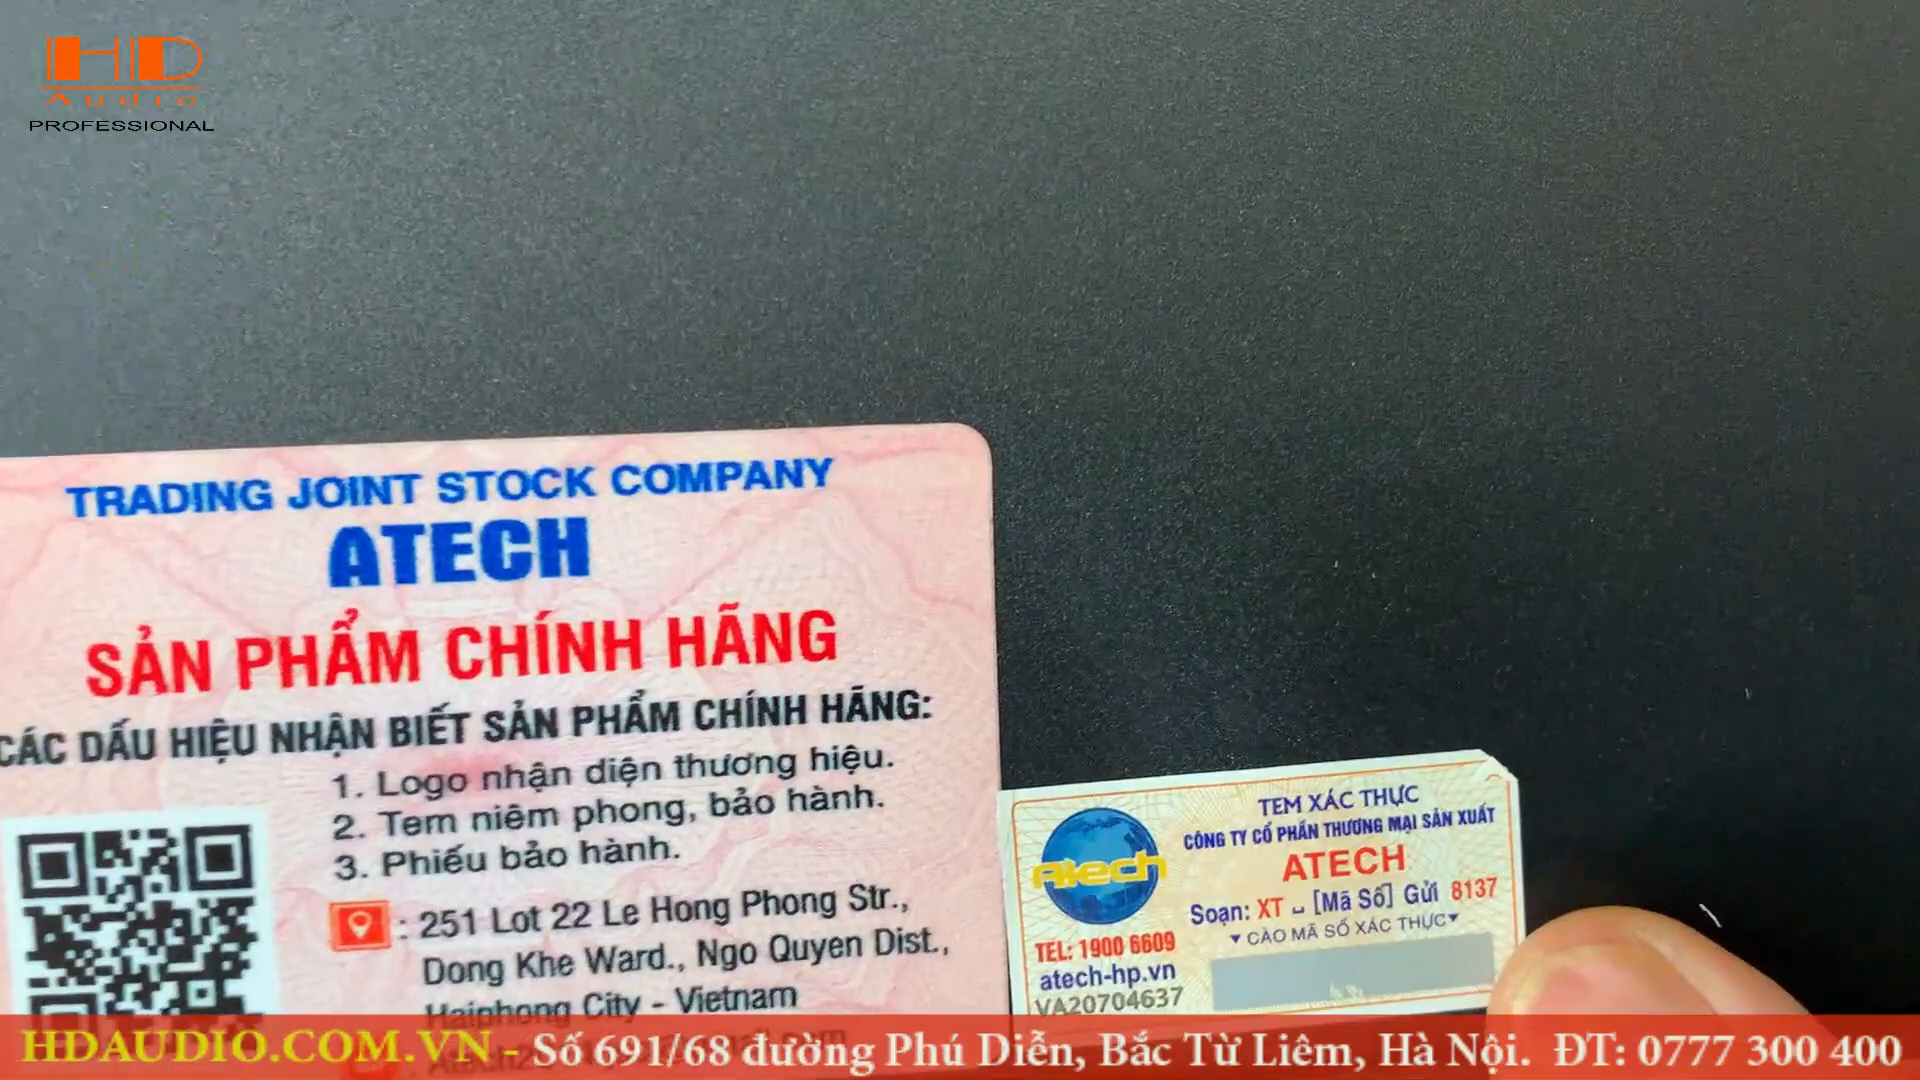 HD
Audio
PROFESSIONAL
TRADING JOINT STOCK COMPANY
ATECH
SẢN PHẨM CHÍNH HÃNG
CÁC DẤU HIỆU NHẬN BIẾT SẢN PHẨM CHÍNH HÃNG:
1. Logo nhận diện thương hiệu.
2. Tem niêm phong, bảo hành.
3. Phiếu bảo hành.
: 251 Lot 22 Le Hong Phong Str.,
Dong Khe Ward., Ngo Quyen Dist.,
Haiphong City - Vietnam
TEM XÁC THỰC
CÔNG TY CỔ PHẦN THƯƠNG MẠI SẢN XUẤT
ATECH
Atech
Soạn: XT ⎵ [Mã Số] Gửi 8137
▼ CÀO MÃ SỐ XÁC THỰC ▼
TEL: 1900 6609
atech-hp.vn
VA20704637
HDAUDIO.COM.VN - Số 691/68 đường Phú Diễn, Bắc Từ Liêm, Hà Nội. ĐT: 0777 300 400